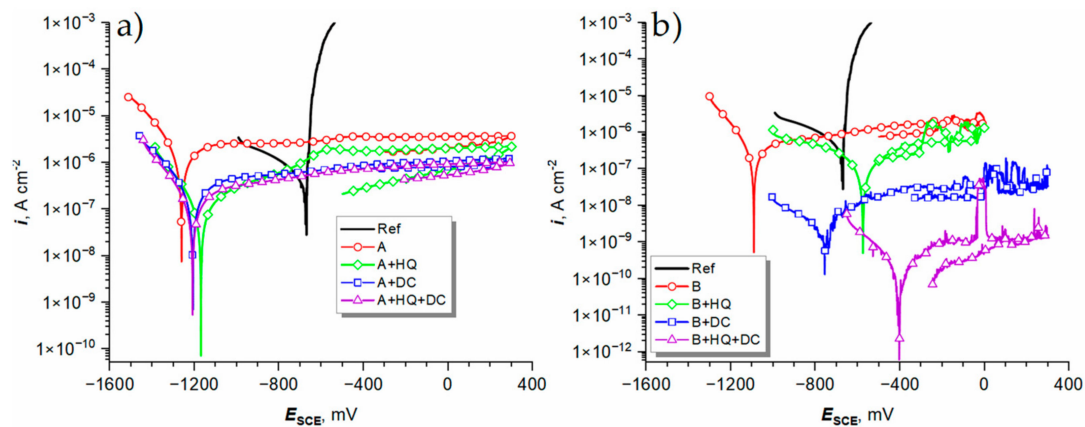 a)
1×10⁻³
1×10⁻⁴
1×10⁻⁵
1×10⁻⁶
1×10⁻⁷
1×10⁻⁸
1×10⁻⁹
1×10⁻¹⁰
i, A cm⁻²
Ref
A
A+HQ
A+DC
A+HQ+DC
−1600 −1200 −800 −400 0 400
E_SCE, mV
b)
1×10⁻³
1×10⁻⁴
1×10⁻⁵
1×10⁻⁶
1×10⁻⁷
1×10⁻⁸
1×10⁻⁹
1×10⁻¹⁰
1×10⁻¹¹
1×10⁻¹²
i, A cm⁻²
Ref
B
B+HQ
B+DC
B+HQ+DC
−1600 −1200 −800 −400 0 400
E_SCE, mV